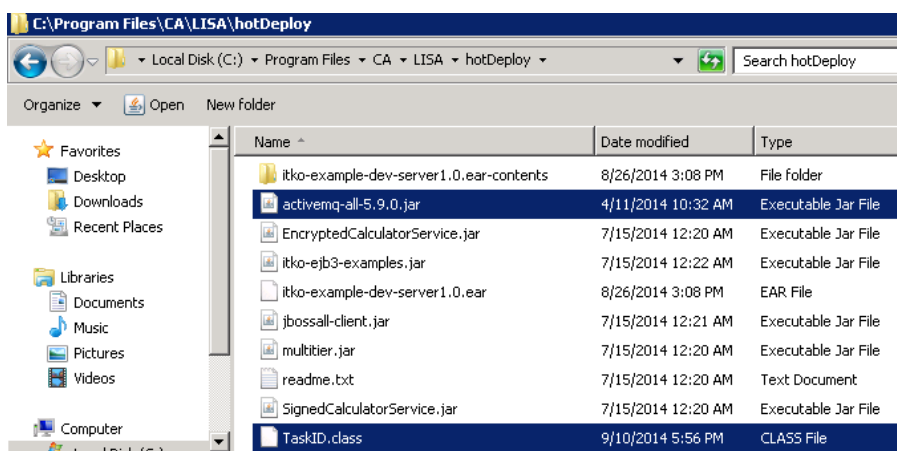 C:\Program Files\CA\LISA\hotDeploy
Local Disk (C:) Program Files CA LISA hotDeploy
Search hotDeploy
Organize Open New folder
Favorites
Desktop
Downloads
Recent Places
Libraries
Documents
Music
Pictures
Videos
Computer
Name Date modified Type
itko-example-dev-server1.0.ear-contents 8/26/2014 3:08 PM File folder
activemq-all-5.9.0.jar 4/11/2014 10:32 AM Executable Jar File
EncryptedCalculatorService.jar 7/15/2014 12:20 AM Executable Jar File
itko-ejb3-examples.jar 7/15/2014 12:22 AM Executable Jar File
itko-example-dev-server1.0.ear 8/26/2014 3:08 PM EAR File
jbossall-client.jar 7/15/2014 12:21 AM Executable Jar File
multitier.jar 7/15/2014 12:20 AM Executable Jar File
readme.txt 7/15/2014 12:20 AM Text Document
SignedCalculatorService.jar 7/15/2014 12:20 AM Executable Jar File
TaskID.class 9/10/2014 5:56 PM CLASS File